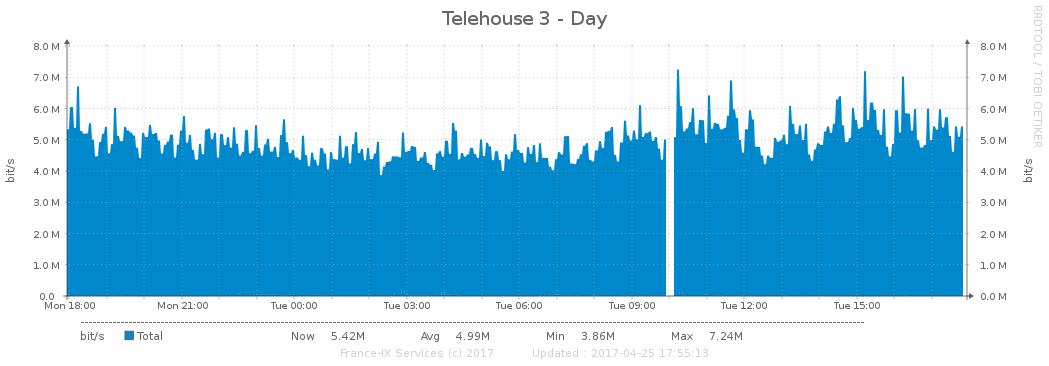 Telehouse 3 - Day
RRDTOOL / TOBI OETIKER
8.0 M 8.0 M
7.0 M 7.0 M
6.0 M 6.0 M
5.0 M 5.0 M
4.0 M 4.0 M
3.0 M 3.0 M
2.0 M 2.0 M
1.0 M 1.0 M
0.0 0.0 M
bit/s bit/s
Mon 18:00 Mon 21:00 Tue 00:00 Tue 03:00 Tue 06:00 Tue 09:00 Tue 12:00 Tue 15:00
bit/s Total Now 5.42M Avg 4.99M Min 3.86M Max 7.24M
France-IX Services (c) 2017 Updated : 2017-04-25 17:55:13